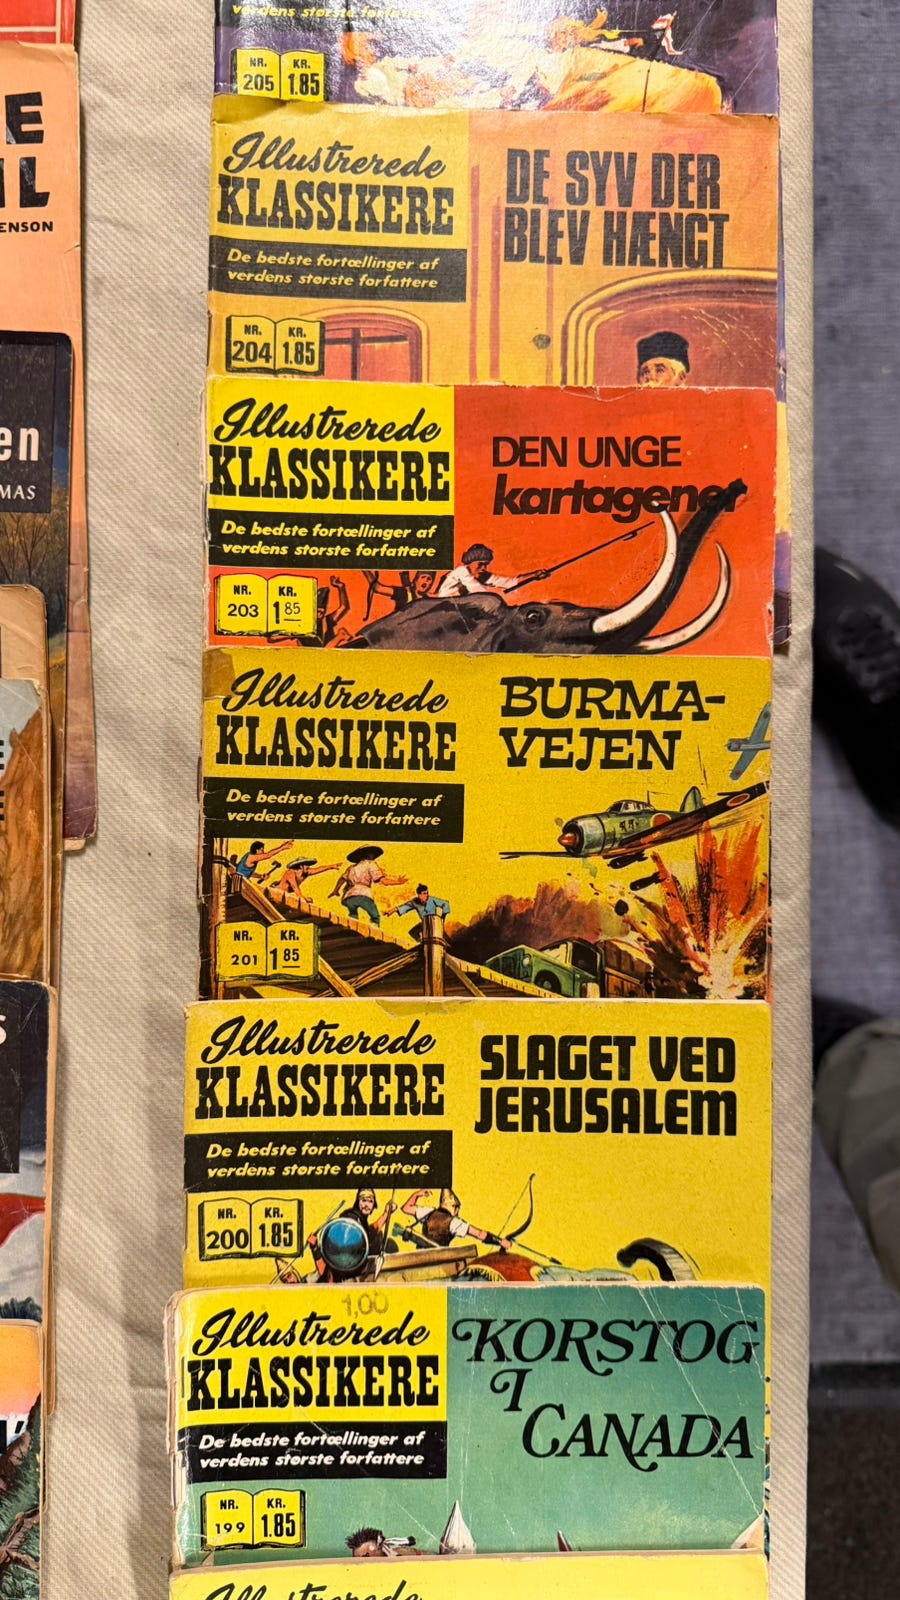 verdens største forfattere
NR. KR.
205 1.85
Illustrerede
KLASSIKERE
De bedste fortællinger af
verdens største forfattere
DE SYV DER
BLEV HÆNGT
NR. KR.
204 1.85
Illustrerede
KLASSIKERE
De bedste fortællinger af
verdens største forfattere
DEN UNGE
kartagener
NR. KR.
203 1.85
Illustrerede
KLASSIKERE
De bedste fortællinger af
verdens største forfattere
BURMA-
VEJEN
NR. KR.
201 1.85
Illustrerede
KLASSIKERE
De bedste fortællinger af
verdens største forfattere
SLAGET VED
JERUSALEM
NR. KR.
200 1.85
1,00
Illustrerede
KLASSIKERE
De bedste fortællinger af
verdens største forfattere
KORSTOG
I
CANADA
NR. KR.
199 1.85
Illustrerede
E
IL
ENSON
en
MAS
S